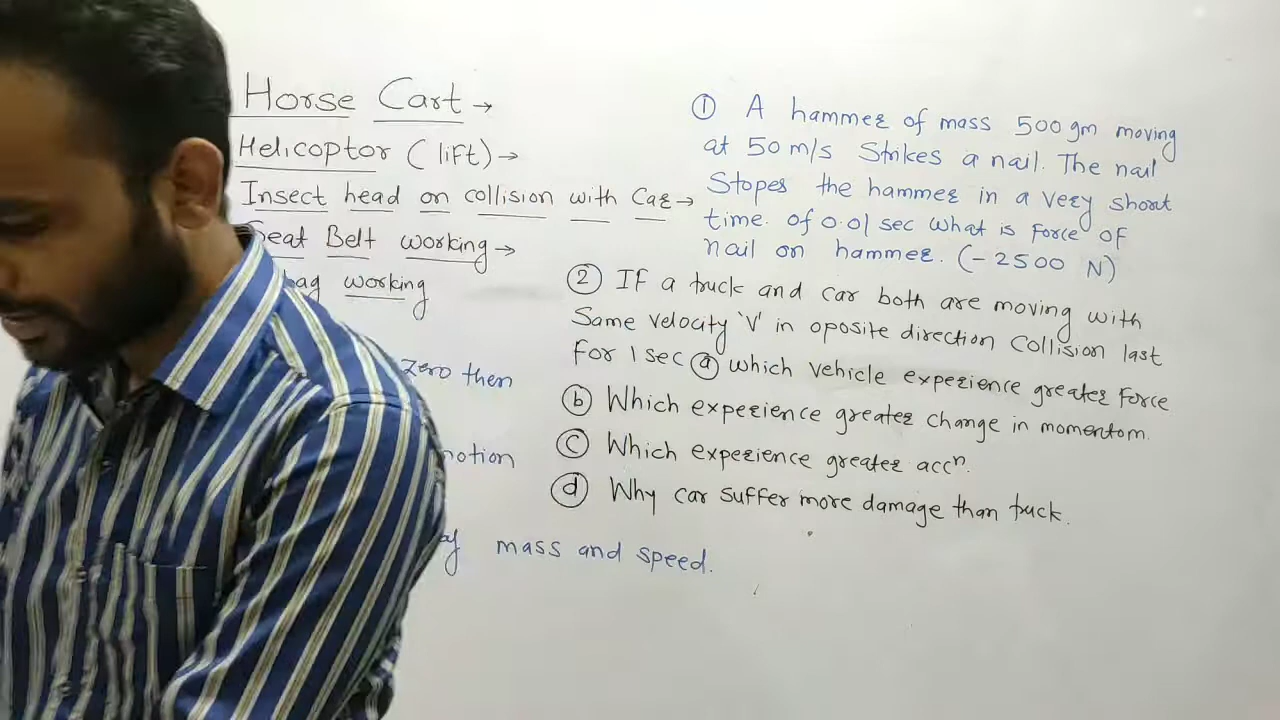 Horse Cart →
Helicoptor (lift) →
Insect head on collision with Car →
Seat Belt working →
ag working
zero then
motion
of mass and speed.
① A hammer of mass 500 gm moving
at 50 m/s Strikes a nail. The nail
Stopes the hammer in a very short
time. of 0.01 sec what is force of
nail on hammer. (- 2500 N)
② If a truck and car both are moving with
Same velocity 'V' in oposite direction Collision last
for 1 sec ⓐ which vehicle experience greater force
ⓑ Which experience greater change in momentom.
ⓒ Which experience greater accⁿ.
ⓓ Why car suffer more damage than truck.